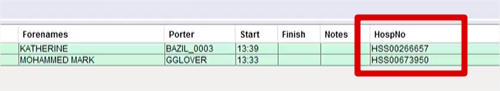 Forenames Porter Start Finish Notes HospNo
KATHERINE BAZIL_0003 13:39 HSS00266657
MOHAMMED MARK GGLOVER 13:33 HSS00673950